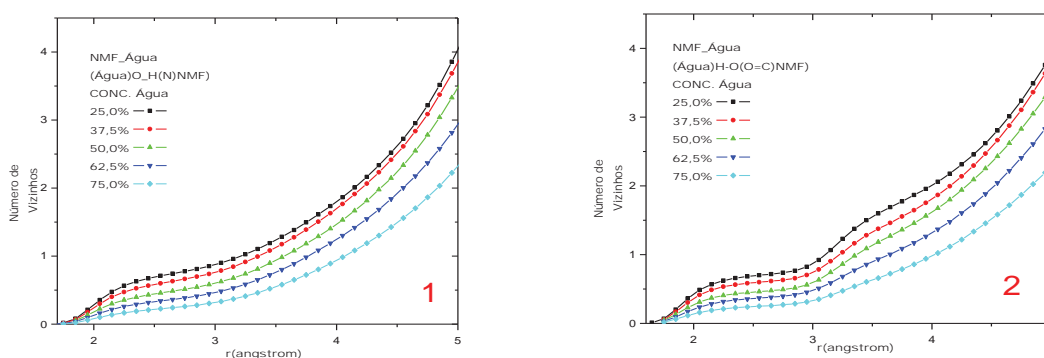 4
3
2
1
0
Número de
Vizinhos
NMF_Água
(Água)O_H(N)NMF)
CONC. Água
25,0%
37,5%
50,0%
62,5%
75,0%
1
2 3 4 5
r(angstrom)
4
3
2
1
0
Número de
Vizinhos
NMF_Água
(Água)H-O(O=C)NMF)
CONC. Água
25,0%
37,5%
50,0%
62,5%
75,0%
2
2 3 4
r(angstrom)